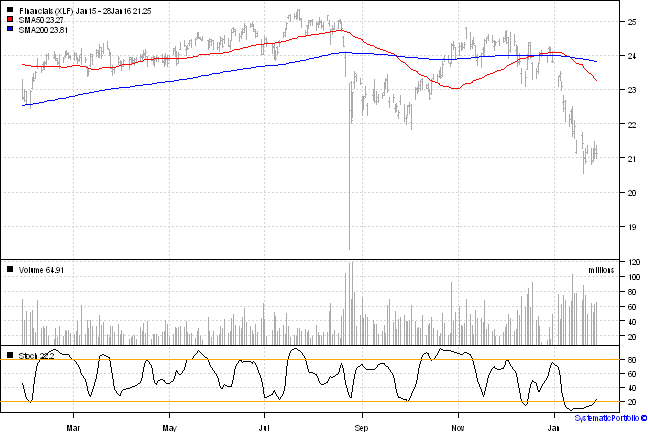 Financials (XLF) Jan15 - 28Jan16 21.25
SMA50 23.27
SMA200 23.81
25
24
23
22
21
20
19
Volume 64.91
millions
120
100
80
60
40
20
Stoch 22.2
80
60
40
20
Mar May Jul Sep Nov Jan
SystematicPortfolio ©